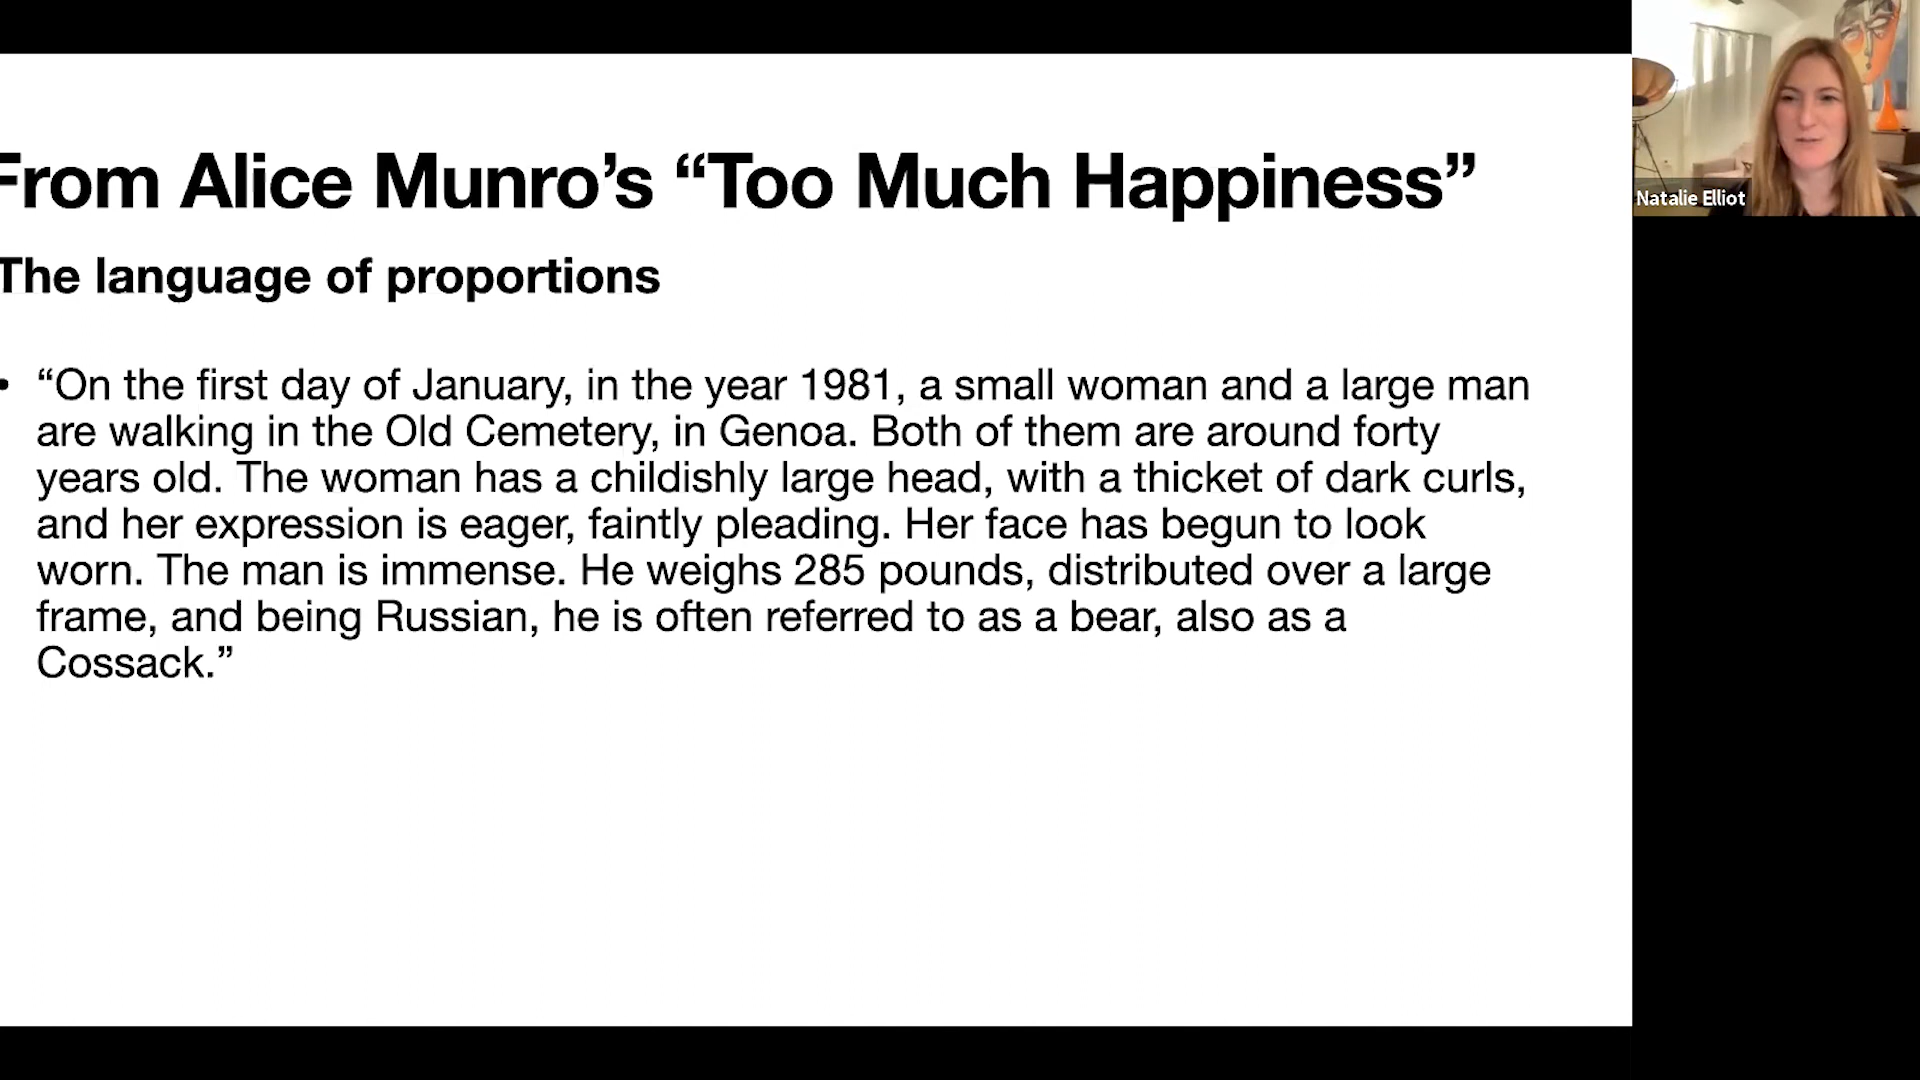 From Alice Munro’s “Too Much Happiness”
The language of proportions
• “On the first day of January, in the year 1981, a small woman and a large man
are walking in the Old Cemetery, in Genoa. Both of them are around forty
years old. The woman has a childishly large head, with a thicket of dark curls,
and her expression is eager, faintly pleading. Her face has begun to look
worn. The man is immense. He weighs 285 pounds, distributed over a large
frame, and being Russian, he is often referred to as a bear, also as a
Cossack.”
Natalie Elliot